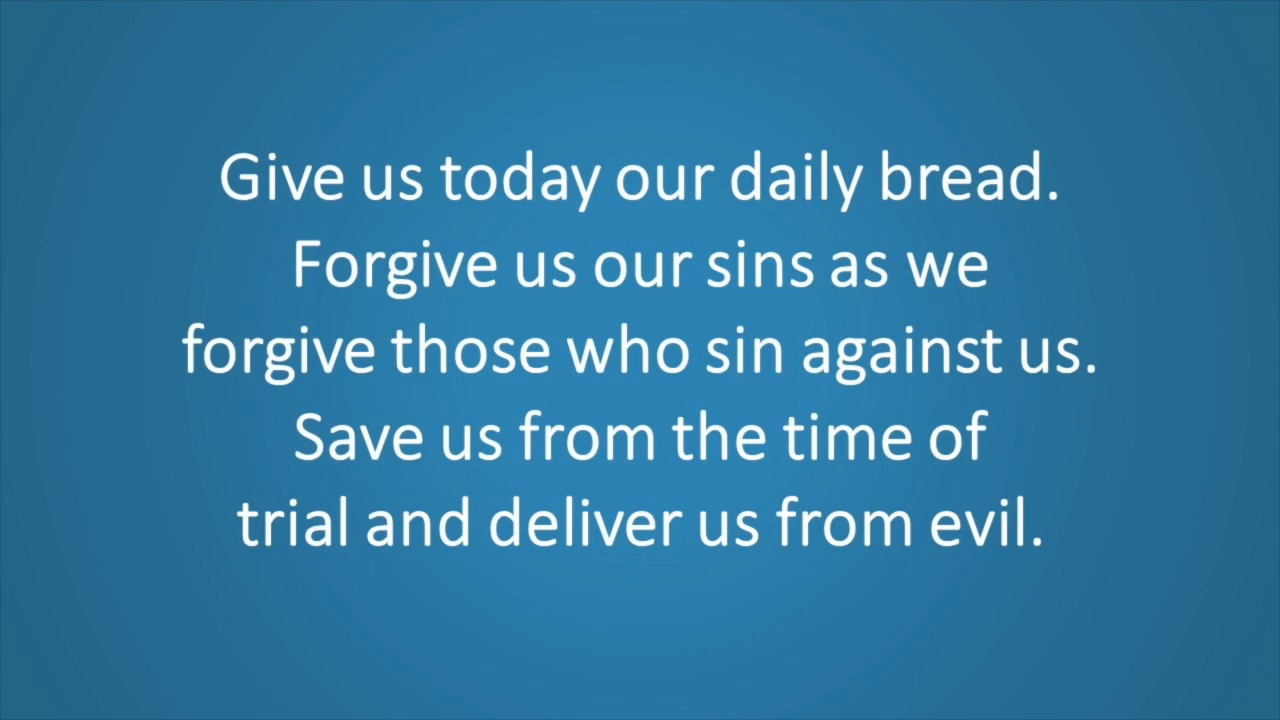 Give us today our daily bread.
Forgive us our sins as we
forgive those who sin against us.
Save us from the time of
trial and deliver us from evil.